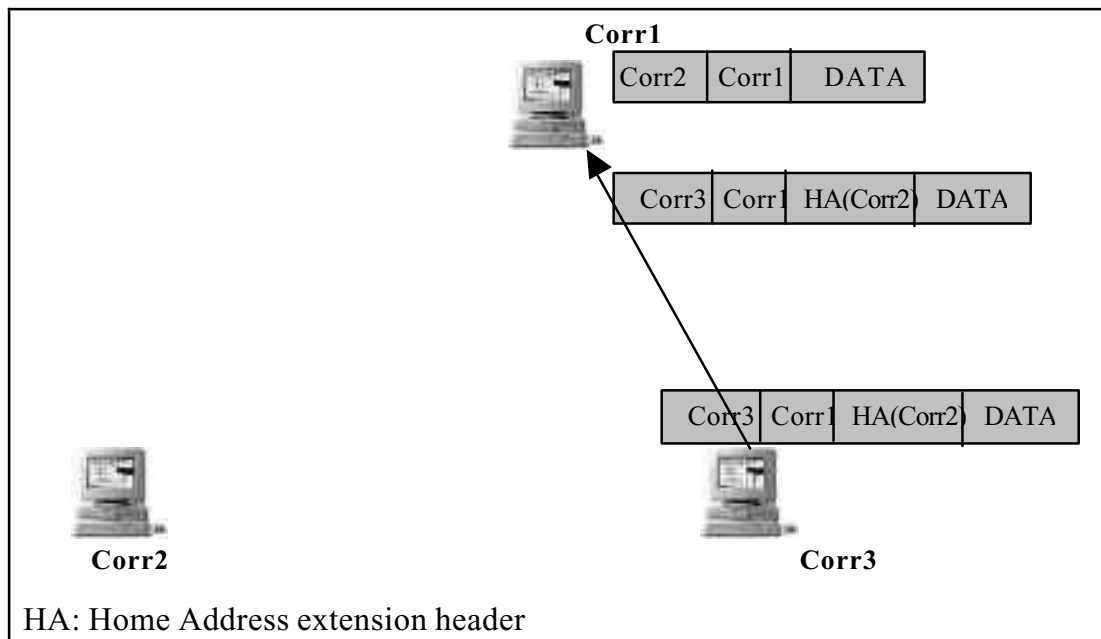 Corr1
Corr2 Corr1 DATA
Corr3 Corr1 HA(Corr2) DATA
Corr3 Corr1 HA(Corr2) DATA
Corr2
Corr3
HA: Home Address extension header